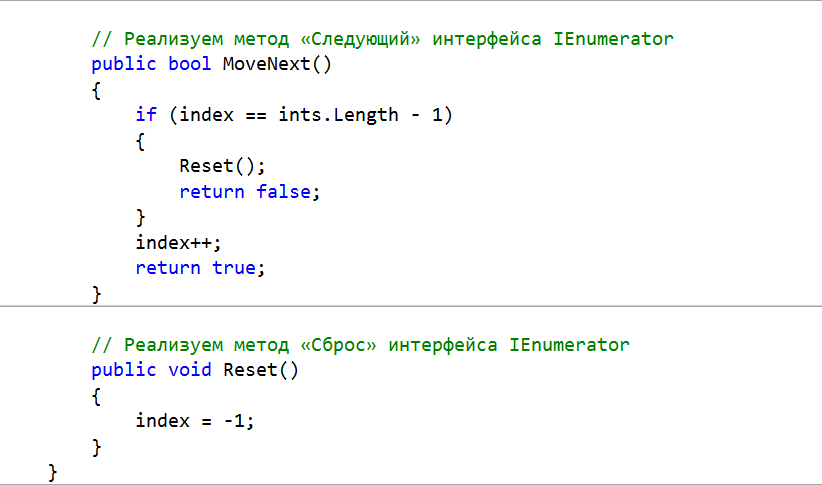 // Реализуем метод «Следующий» интерфейса IEnumerator
public bool MoveNext()
{
if (index == ints.Length - 1)
{
Reset();
return false;
}
index++;
return true;
}
// Реализуем метод «Сброс» интерфейса IEnumerator
public void Reset()
{
index = -1;
}
}